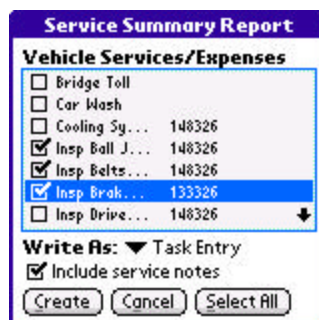 Service Summary Report
Vehicle Services/Expenses
Bridge Toll
Car Wash
Cooling Sy... 148326
Insp Ball J... 148326
Insp Belts... 148326
Insp Brak... 133326
Insp Drive... 148326
Write As: Task Entry
Include service notes
Create Cancel Select All